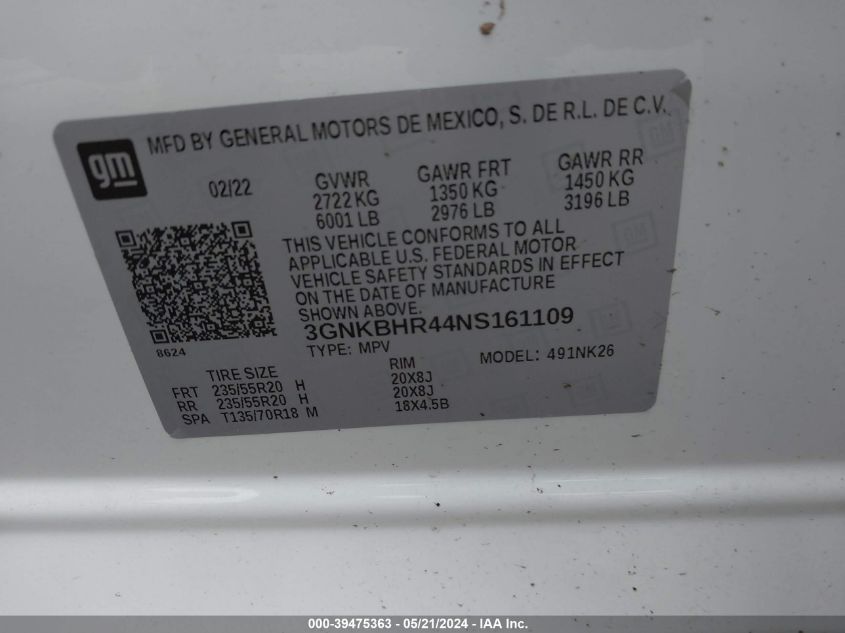 gm
MFD BY GENERAL MOTORS DE MEXICO, S. DE R.L. DE C.V.
02/22 GVWR GAWR FRT GAWR RR
2722 KG 1350 KG 1450 KG
6001 LB 2976 LB 3196 LB
THIS VEHICLE CONFORMS TO ALL
APPLICABLE U.S. FEDERAL MOTOR
VEHICLE SAFETY STANDARDS IN EFFECT
ON THE DATE OF MANUFACTURE
SHOWN ABOVE.
3GNKBHR44NS161109
8624 TYPE: MPV MODEL: 491NK26
TIRE SIZE RIM
FRT 235/55R20 H 20X8J
RR 235/55R20 H 20X8J
SPA T135/70R18 M 18X4.5B
000-39475363 - 05/21/2024 - IAA Inc.